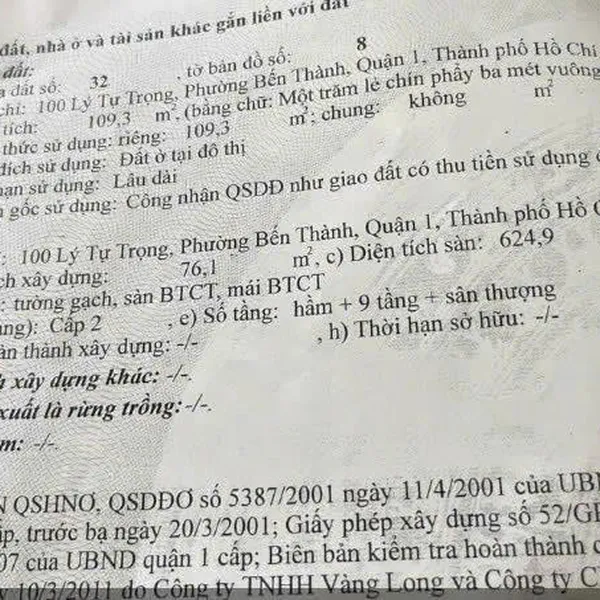 đất, nhà ở và tài sản khác gắn liền với đất
đất:
a đất số: 32 , tờ bản đồ số: 8
chỉ: 100 Lý Tự Trọng, Phường Bến Thành, Quận 1, Thành phố Hồ Chí
tích: 109,3 m², (bằng chữ: Một trăm lẻ chín phẩy ba mét vuông
thức sử dụng: riêng: 109,3 m²; chung: không m²
đích sử dụng: Đất ở tại đô thị
hạn sử dụng: Lâu dài
n gốc sử dụng: Công nhận QSDĐ như giao đất có thu tiền sử dụng
: 100 Lý Tự Trọng, Phường Bến Thành, Quận 1, Thành phố Hồ C
ch xây dựng: 76,1 m², c) Diện tích sàn: 624,9
: tường gạch, sàn BTCT, mái BTCT
ạng): Cấp 2 , e) Số tầng: hầm + 9 tầng + sân thượng
àn thành xây dựng: -/- , h) Thời hạn sở hữu: -/-
h xây dựng khác: -/-.
xuất là rừng trồng: -/-.
m: -/-.
N QSHNƠ, QSDĐƠ số 5387/2001 ngày 11/4/2001 của UB
ấp, trước bạ ngày 20/3/2001; Giấy phép xây dựng số 52/G
07 của UBND quận 1 cấp; Biên bản kiểm tra hoàn thành c
y 10/3/2011 do Công ty TNHH Vàng Long và Công ty C